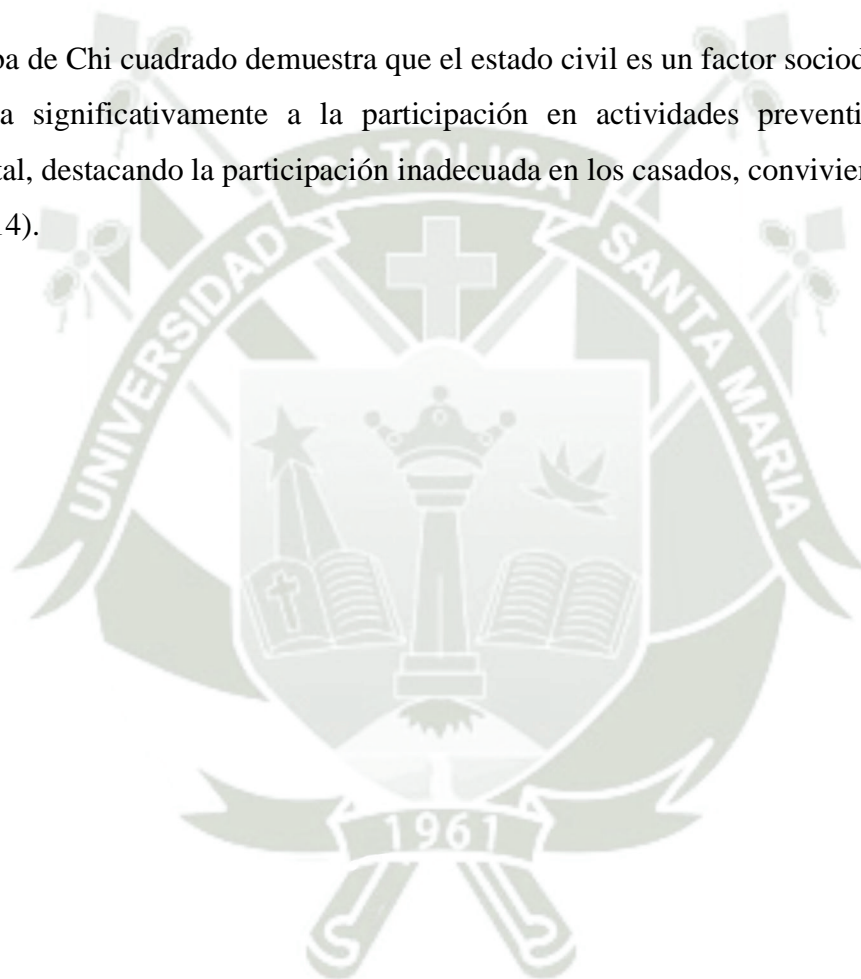 ba de Chi cuadrado demuestra que el estado civil es un factor sociod
a significativamente a la participación en actividades preventi
tal, destacando la participación inadecuada en los casados, convivien
14).
UNIVERSIDAD CATOLICA SANTA MARIA
1961